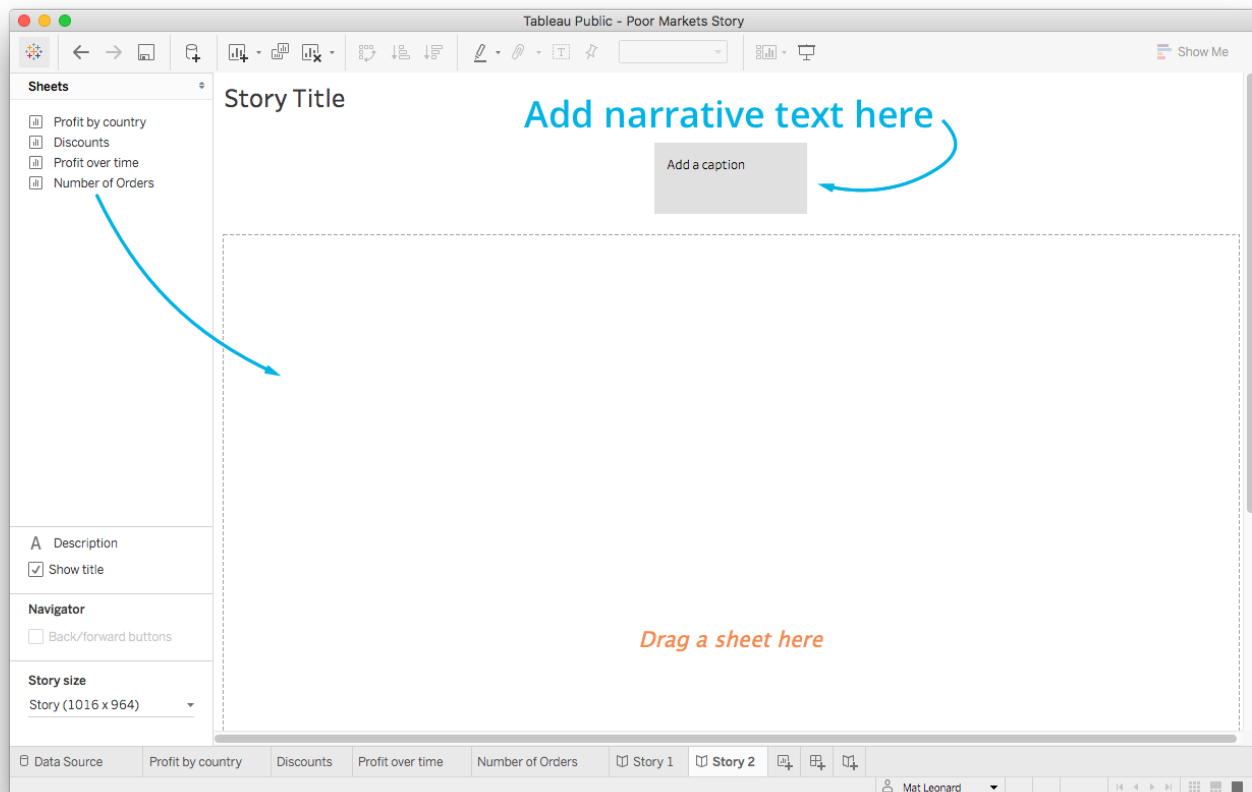 Tableau Public - Poor Markets Story
Show Me
Sheets
Profit by country
Discounts
Profit over time
Number of Orders
Story Title
Add narrative text here
Add a caption
Drag a sheet here
A Description
Show title
Navigator
Back/forward buttons
Story size
Story (1016 x 964)
Data Source Profit by country Discounts Profit over time Number of Orders Story 1 Story 2
Mat Leonard